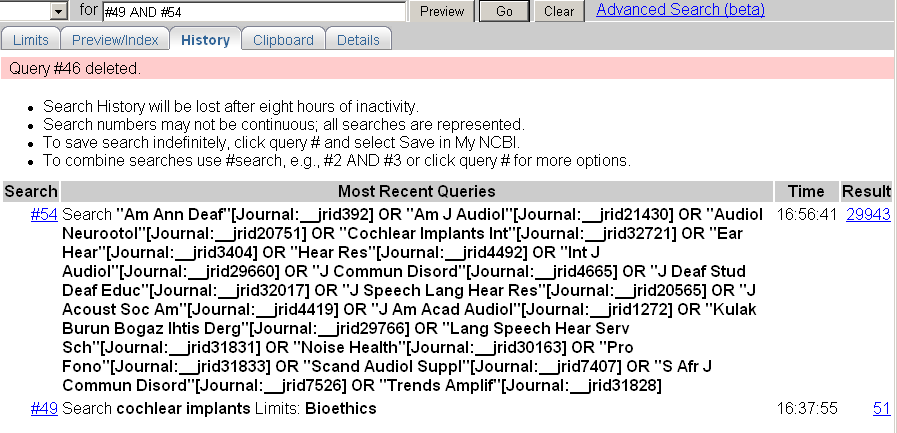 for #49 AND #54 Preview Go Clear Advanced Search (beta)
Limits Preview/Index History Clipboard Details
Query #46 deleted.
Search History will be lost after eight hours of inactivity.
Search numbers may not be continuous; all searches are represented.
To save search indefinitely, click query # and select Save in My NCBI.
To combine searches use #search, e.g., #2 AND #3 or click query # for more options.
Search Most Recent Queries Time Result
#54 Search "Am Ann Deaf"[Journal:__jrid392] OR "Am J Audiol"[Journal:__jrid21430] OR "Audiol 16:56:41 29943
Neurootol"[Journal:__jrid20751] OR "Cochlear Implants Int"[Journal:__jrid32721] OR "Ear
Hear"[Journal:__jrid3404] OR "Hear Res"[Journal:__jrid4492] OR "Int J
Audiol"[Journal:__jrid29660] OR "J Commun Disord"[Journal:__jrid4665] OR "J Deaf Stud
Deaf Educ"[Journal:__jrid32017] OR "J Speech Lang Hear Res"[Journal:__jrid20565] OR "J
Acoust Soc Am"[Journal:__jrid4419] OR "J Am Acad Audiol"[Journal:__jrid1272] OR "Kulak
Burun Bogaz Ihtis Derg"[Journal:__jrid29766] OR "Lang Speech Hear Serv
Sch"[Journal:__jrid31831] OR "Noise Health"[Journal:__jrid30163] OR "Pro
Fono"[Journal:__jrid31833] OR "Scand Audiol Suppl"[Journal:__jrid7407] OR "S Afr J
Commun Disord"[Journal:__jrid7526] OR "Trends Amplif"[Journal:__jrid31828]
#49 Search cochlear implants Limits: Bioethics 16:37:55 51